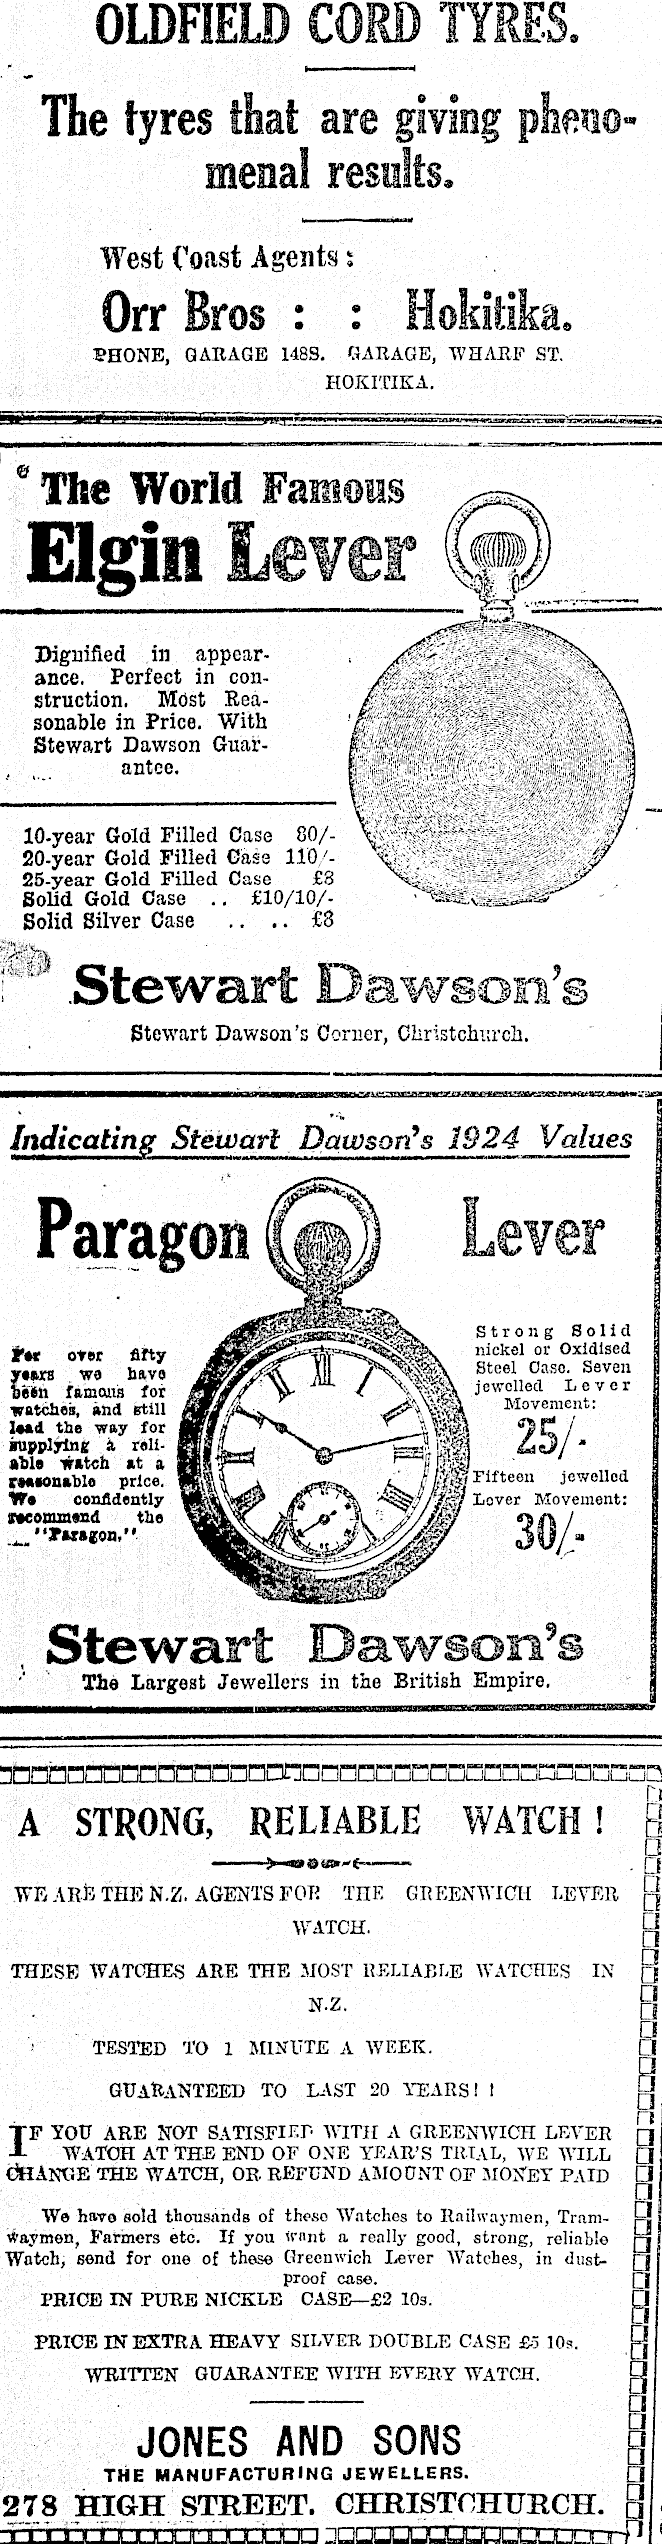 OLDFIELD CORD TYRES.
The tyres that are giving pheno-
menal results.
West Coast Agents:
Orr Bros : : Hokitika.
PHONE, GARAGE 148S. GARAGE, WHARF ST.
HOKITIKA.
The World Famous
Elgin Lever
Dignified in appear-
ance. Perfect in con-
struction. Most Rea-
sonable in Price. With
Stewart Dawson Guar-
antee.
10-year Gold Filled Case 80/-
20-year Gold Filled Case 110/-
25-year Gold Filled Case £8
Solid Gold Case .. £10/10/-
Solid Silver Case .. .. £8
Stewart Dawson's
Stewart Dawson's Corner, Christchurch.
Indicating Stewart Dawson's 1924 Values
Paragon Lever
For over fifty
years we have
been famous for
watches, and still
lead the way for
supplying a reli-
able watch at a
reasonable price.
We confidently
recommend the
"Paragon."
Strong Solid
nickel or Oxidised
Steel Case. Seven
jewelled Lever
Movement:
25/-
Fifteen jewelled
Lever Movement:
30/-
Stewart Dawson's
The Largest Jewellers in the British Empire.
A STRONG, RELIABLE WATCH!
WE ARE THE N.Z. AGENTS FOR THE GREENWICH LEVER
WATCH.
THESE WATCHES ARE THE MOST RELIABLE WATCHES IN
N.Z.
TESTED TO 1 MINUTE A WEEK.
GUARANTEED TO LAST 20 YEARS!!
IF YOU ARE NOT SATISFIED WITH A GREENWICH LEVER
WATCH AT THE END OF ONE YEAR'S TRIAL, WE WILL
CHANGE THE WATCH, OR REFUND AMOUNT OF MONEY PAID
We have sold thousands of these Watches to Railwaymen, Tram-
waymen, Farmers etc. If you want a really good, strong, reliable
Watch, send for one of these Greenwich Lever Watches, in dust-
proof case.
PRICE IN PURE NICKLE CASE—£2 10s.
PRICE IN EXTRA HEAVY SILVER DOUBLE CASE £5 10s.
WRITTEN GUARANTEE WITH EVERY WATCH.
JONES AND SONS
THE MANUFACTURING JEWELLERS.
278 HIGH STREET. CHRISTCHURCH.